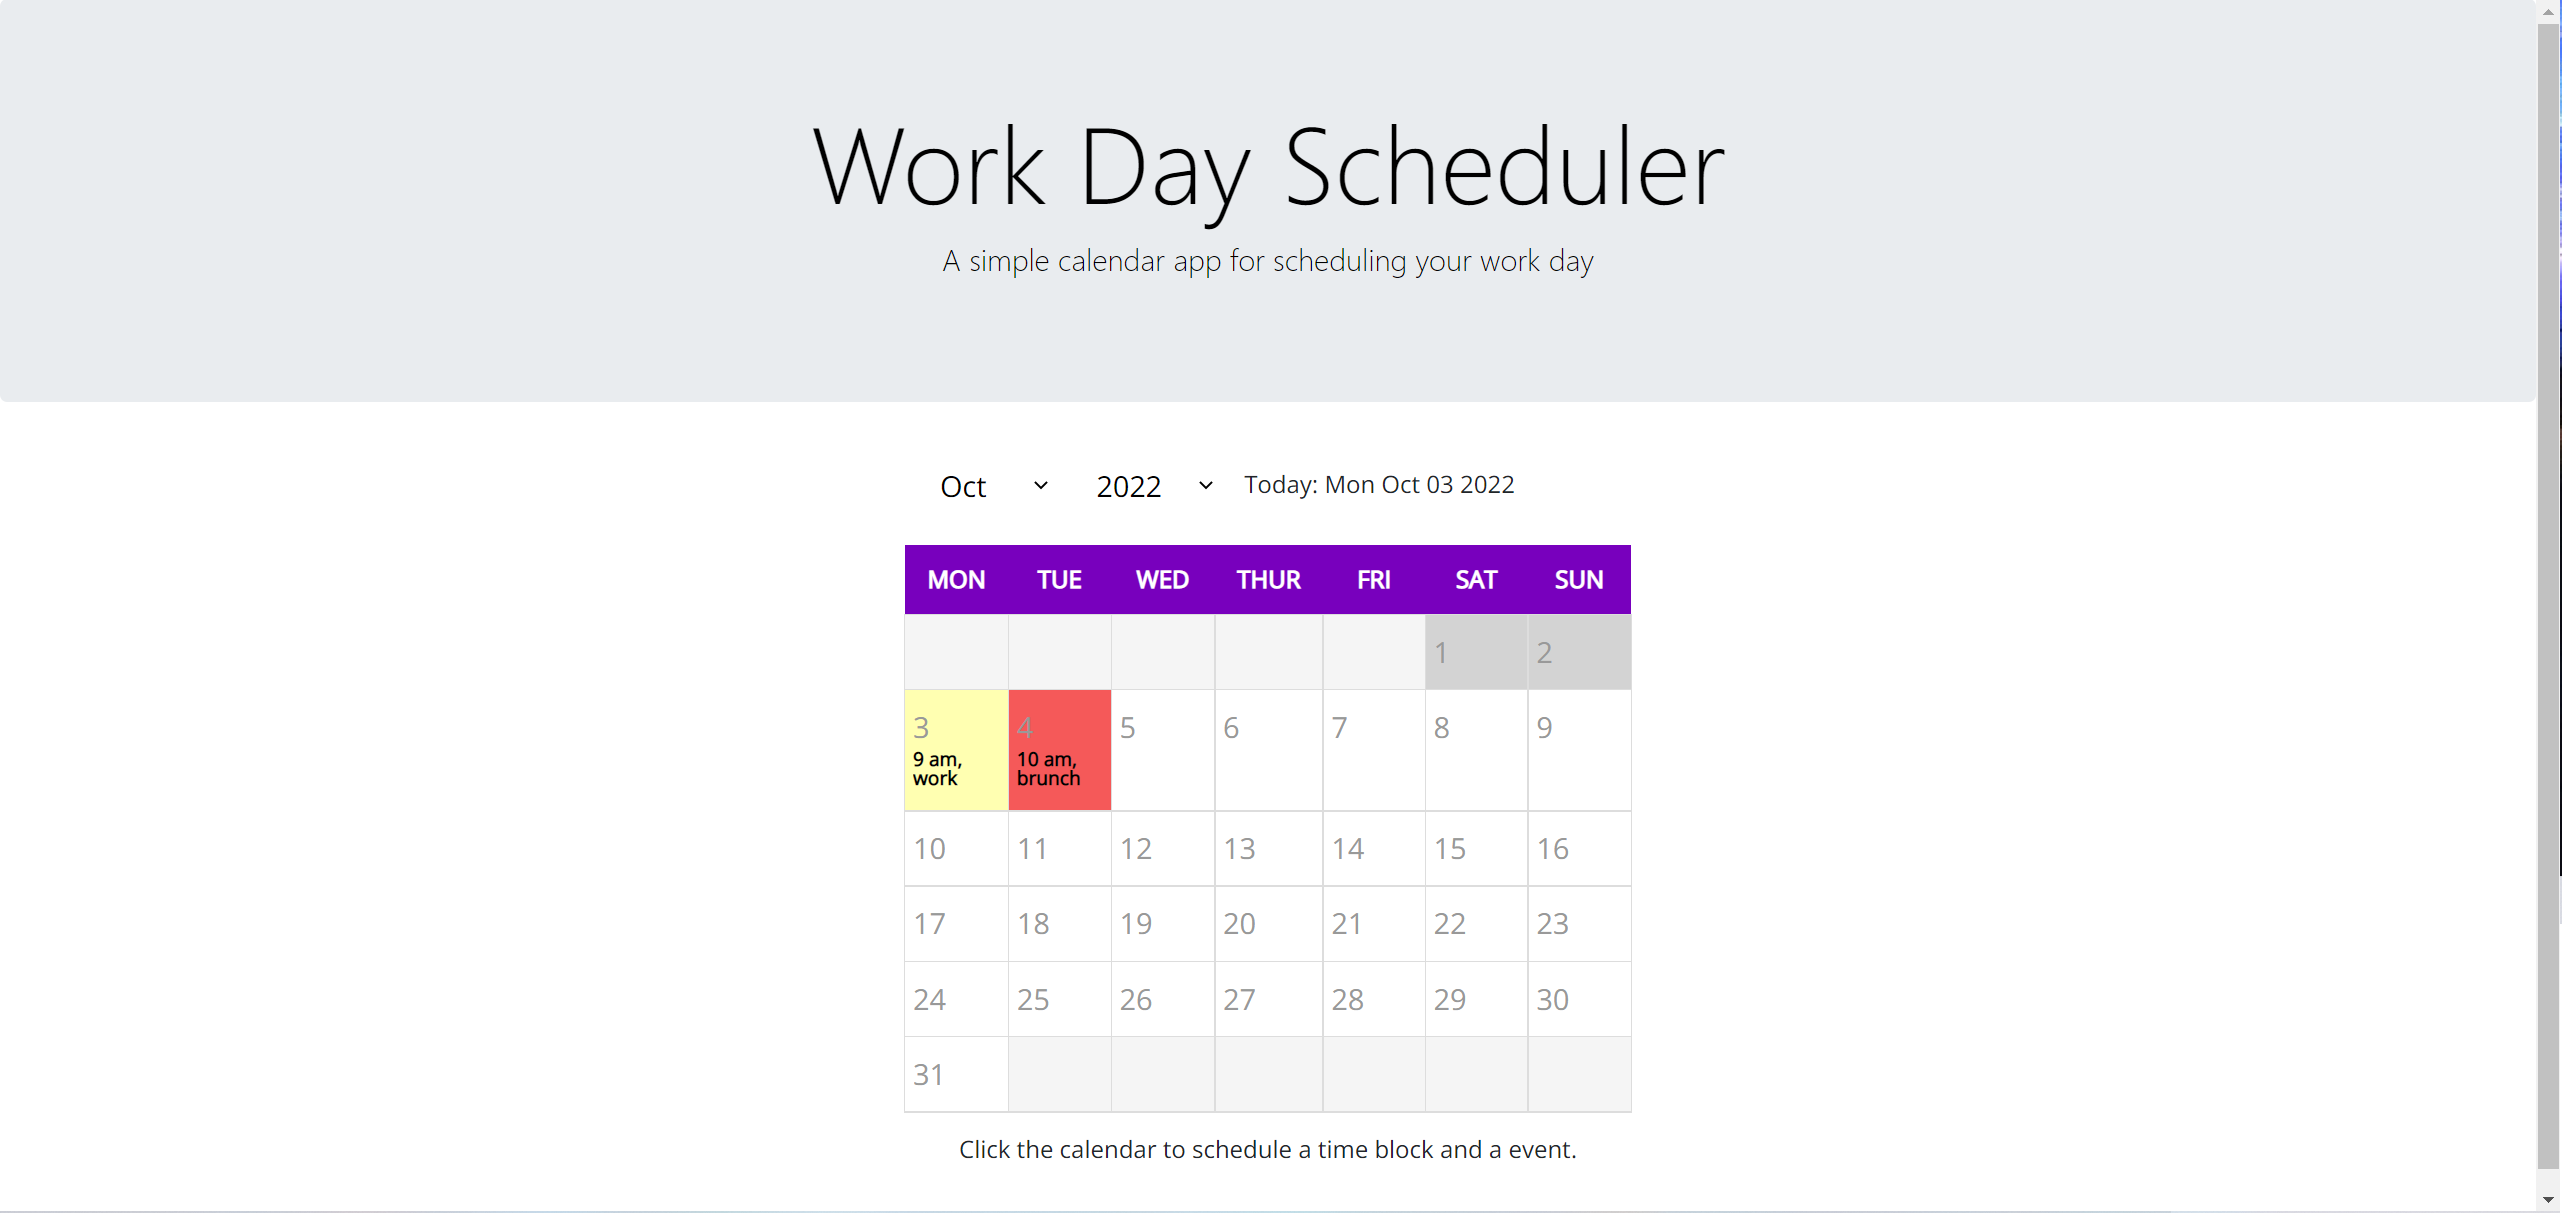 Work Day Scheduler
A simple calendar app for scheduling your work day
Oct 2022 Today: Mon Oct 03 2022
MON TUE WED THUR FRI SAT SUN
1 2
3 4 5 6 7 8 9
9 am, 10 am,
work brunch
10 11 12 13 14 15 16
17 18 19 20 21 22 23
24 25 26 27 28 29 30
31
Click the calendar to schedule a time block and a event.